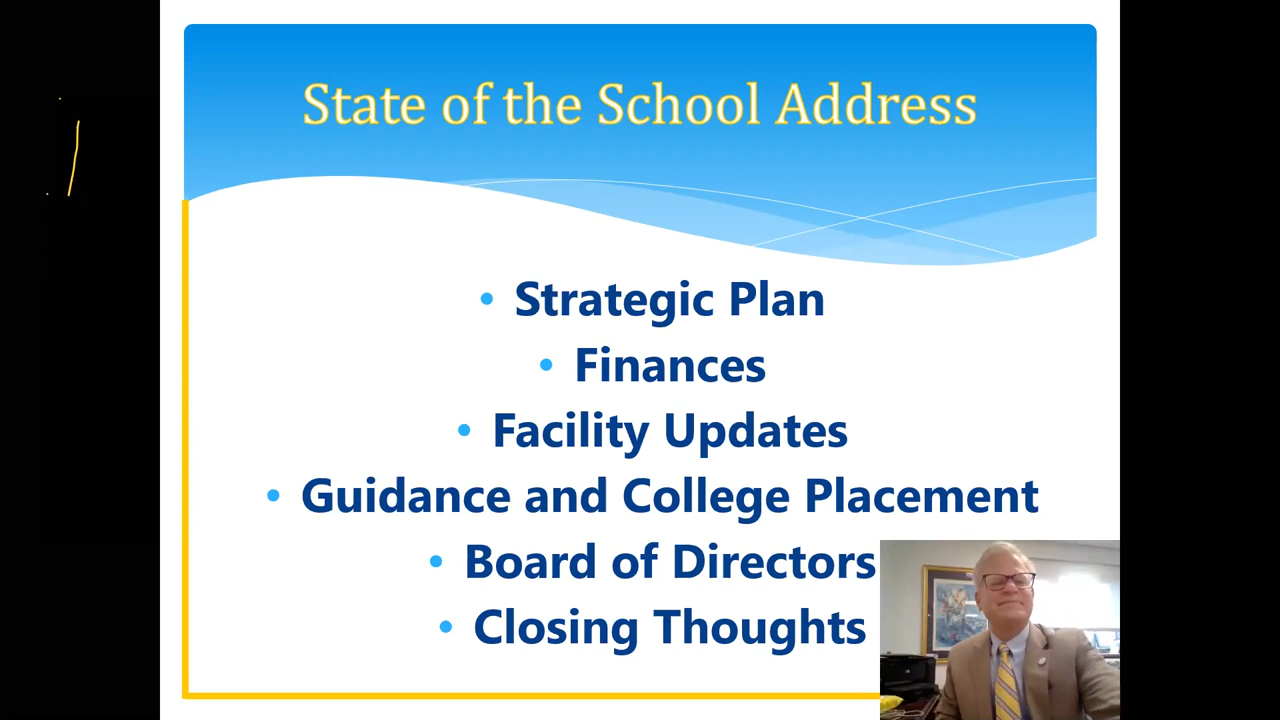 State of the School Address
• Strategic Plan
• Finances
• Facility Updates
• Guidance and College Placement
• Board of Directors
• Closing Thoughts